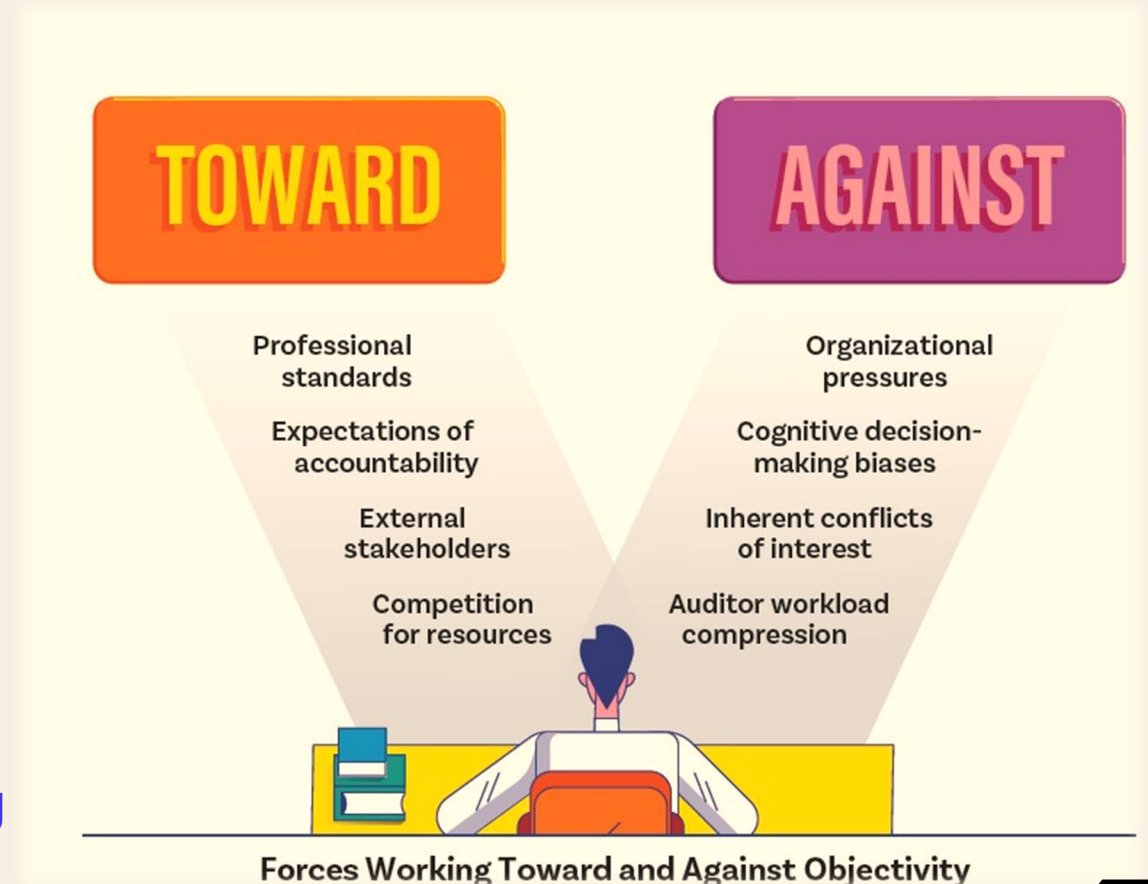 TOWARD
AGAINST
Professional
standards
Expectations of
accountability
External
stakeholders
Competition
for resources
Organizational
pressures
Cognitive decision-
making biases
Inherent conflicts
of interest
Auditor workload
compression
Forces Working Toward and Against Objectivity